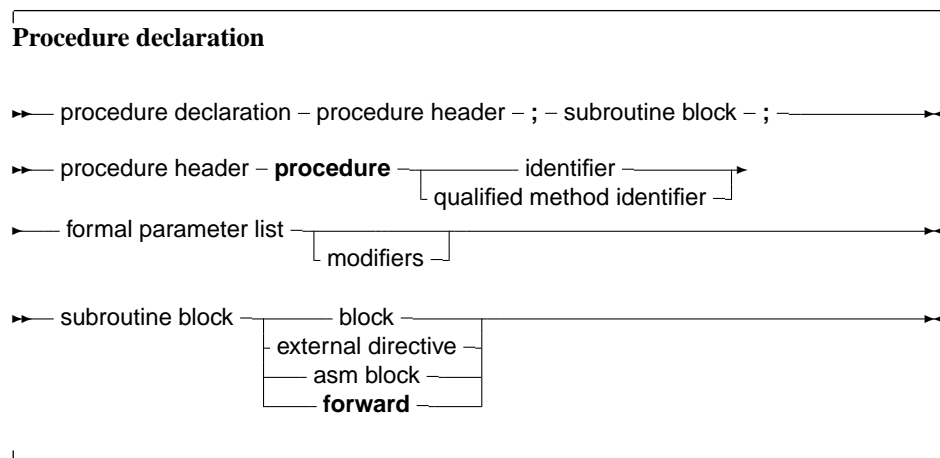 Procedure declaration
procedure declaration procedure header ; subroutine block ;
procedure header procedure identifier
qualified method identifier
formal parameter list
modifiers
subroutine block block
external directive
asm block
forward